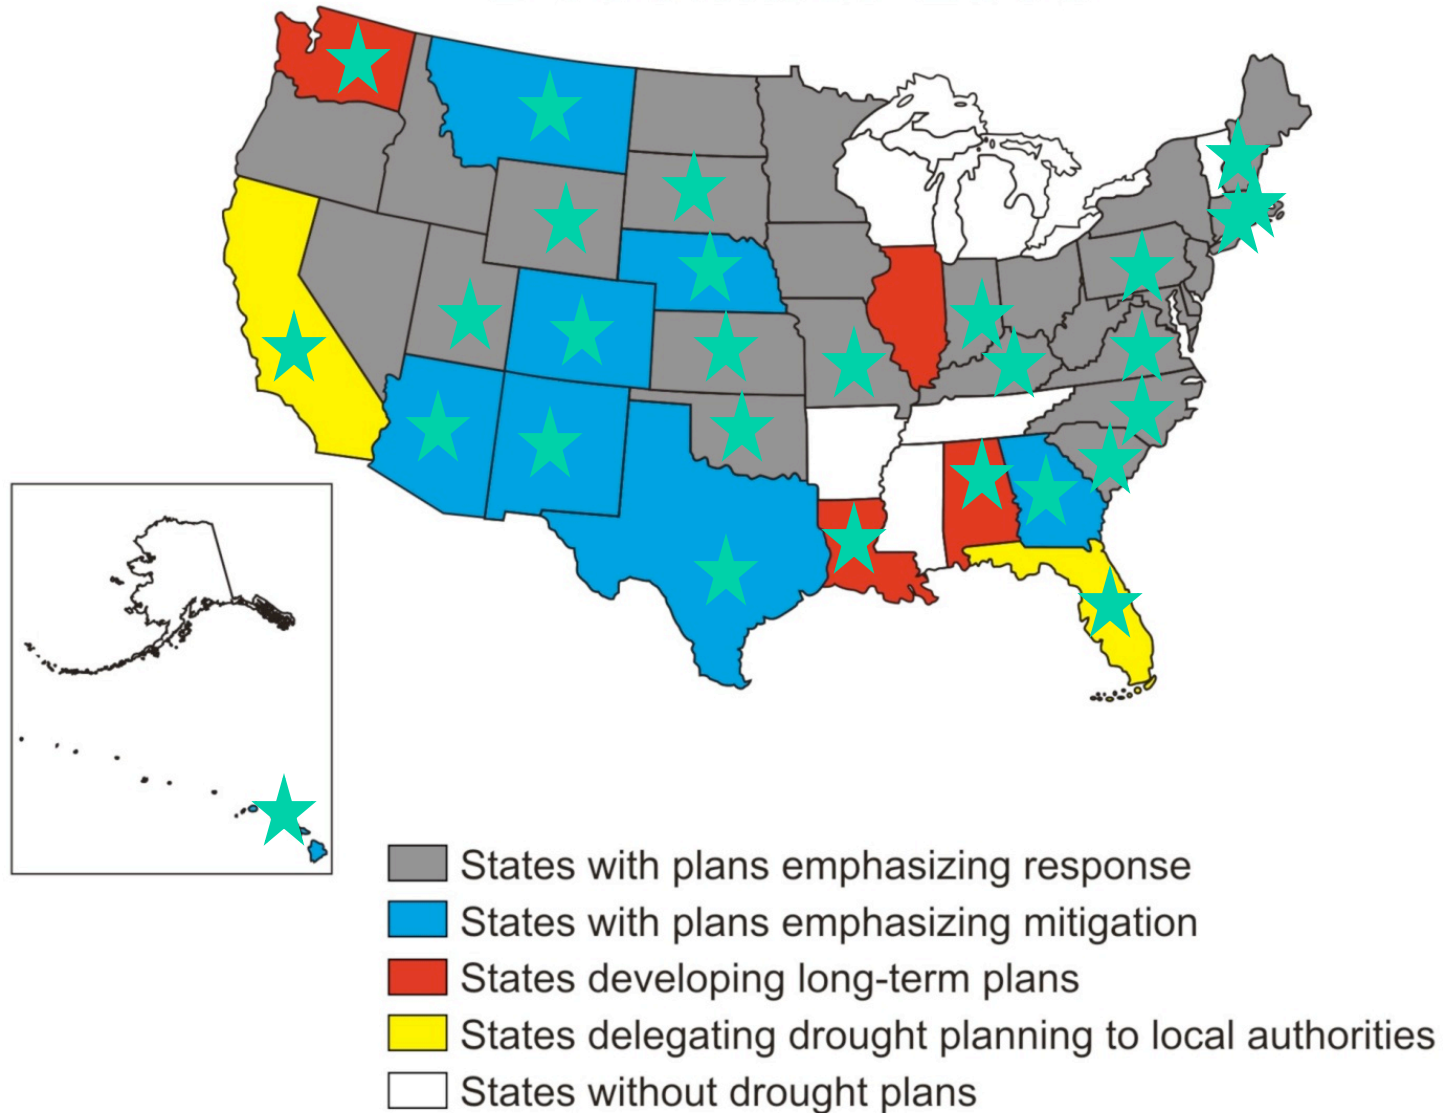 States with plans emphasizing response
States with plans emphasizing mitigation
States developing long-term plans
States delegating drought planning to local authorities
States without drought plans